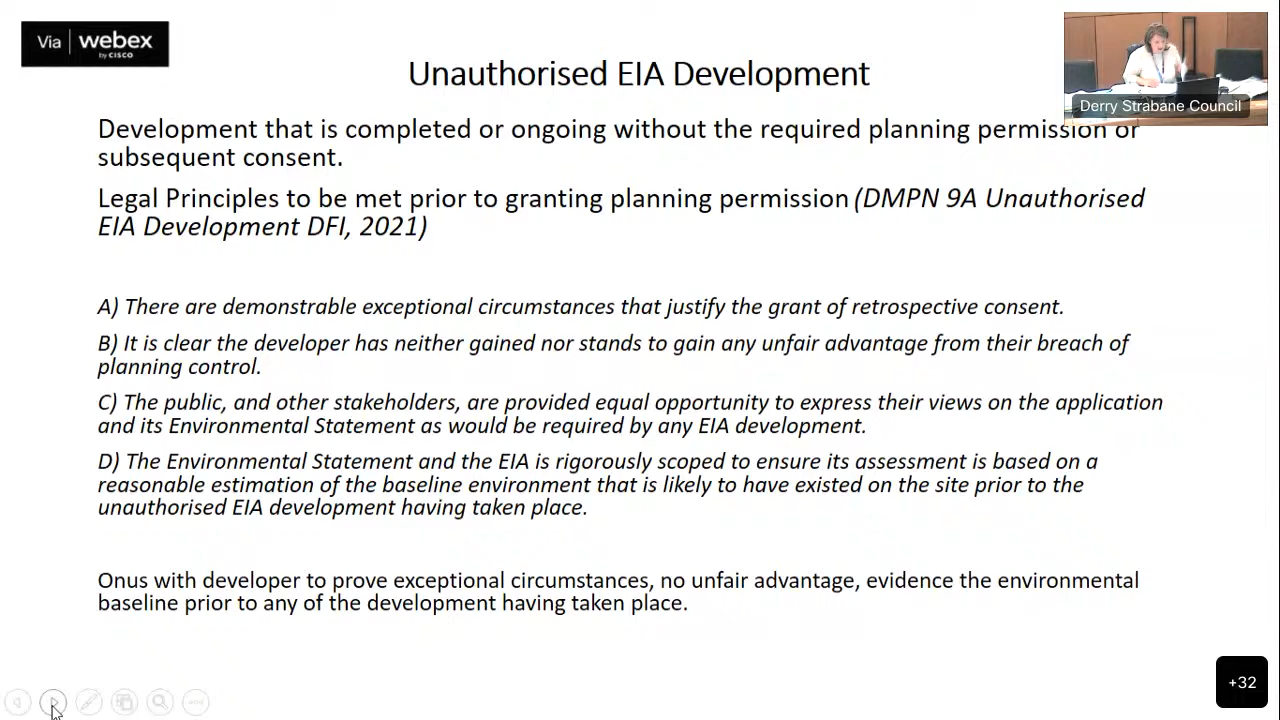 Via webex
by CISCO
Unauthorised EIA Development
Derry Strabane Council
Development that is completed or ongoing without the required planning permission or
subsequent consent.
Legal Principles to be met prior to granting planning permission (DMPN 9A Unauthorised
EIA Development DFI, 2021)
A) There are demonstrable exceptional circumstances that justify the grant of retrospective consent.
B) It is clear the developer has neither gained nor stands to gain any unfair advantage from their breach of
planning control.
C) The public, and other stakeholders, are provided equal opportunity to express their views on the application
and its Environmental Statement as would be required by any EIA development.
D) The Environmental Statement and the EIA is rigorously scoped to ensure its assessment is based on a
reasonable estimation of the baseline environment that is likely to have existed on the site prior to the
unauthorised EIA development having taken place.
Onus with developer to prove exceptional circumstances, no unfair advantage, evidence the environmental
baseline prior to any of the development having taken place.
+32